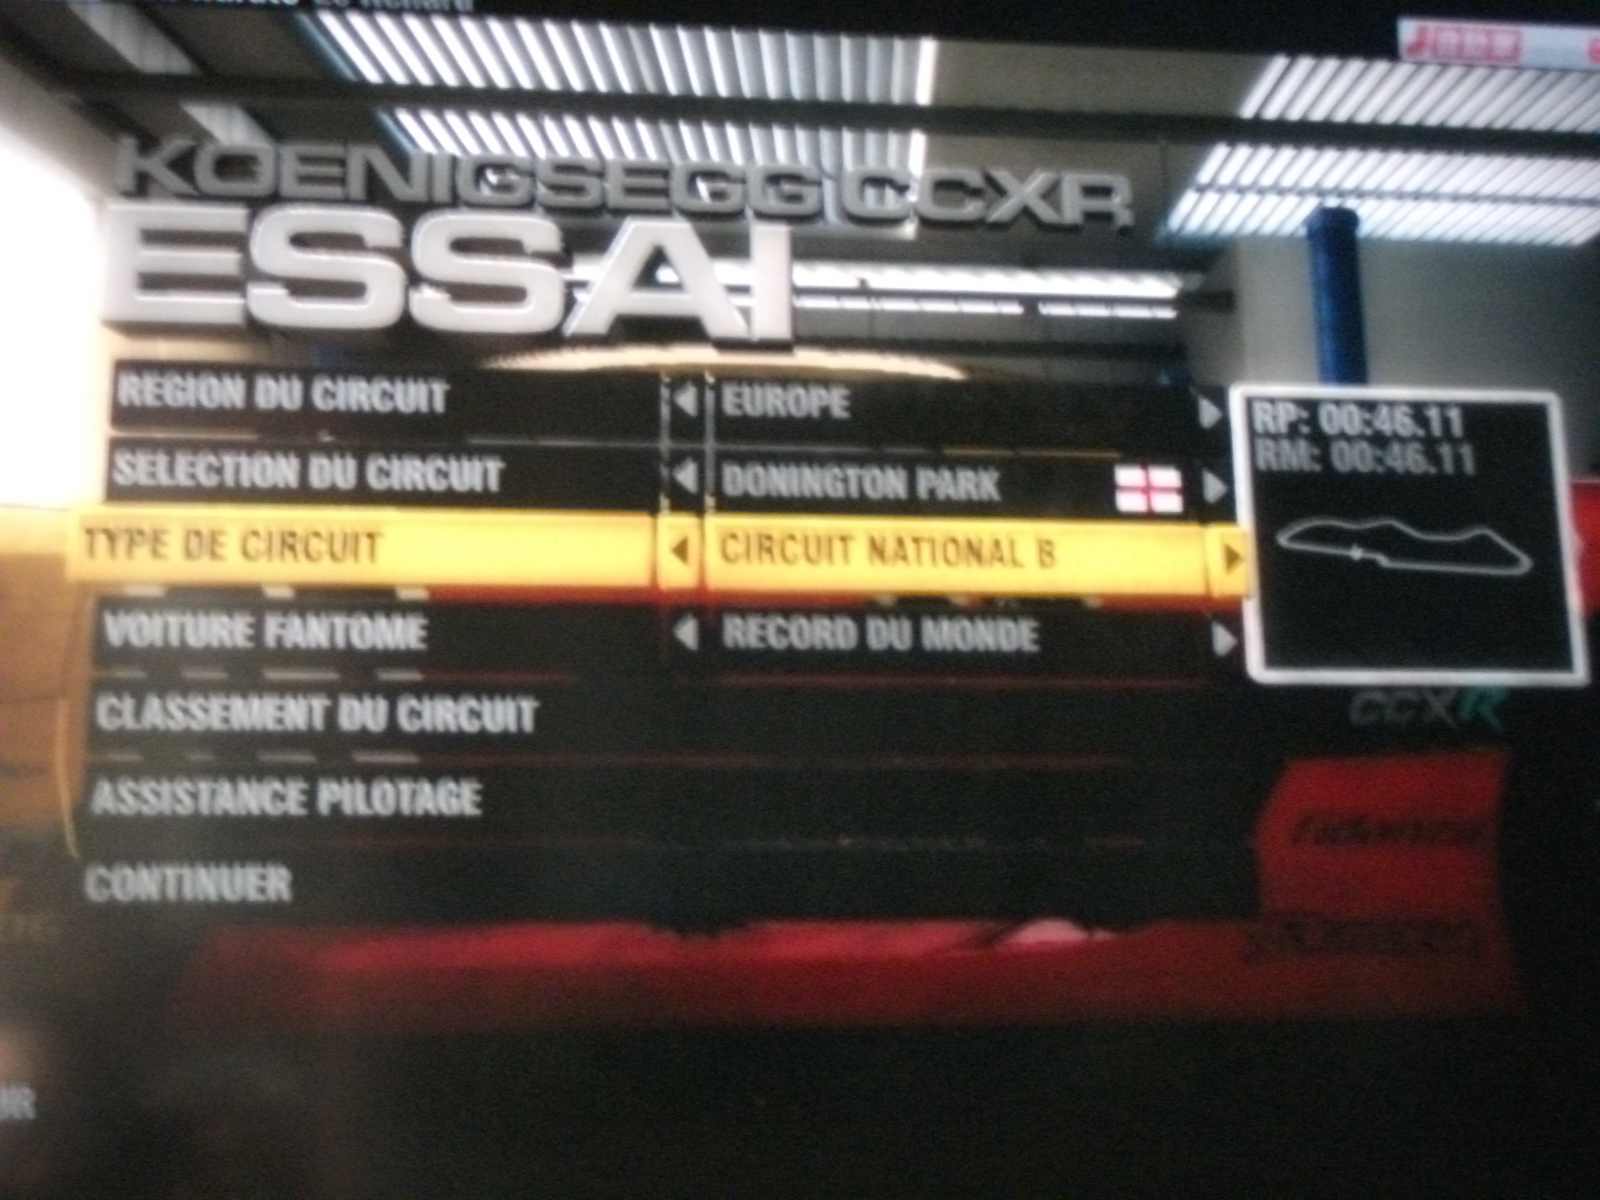 KOENIGSEGG CCXR
ESSAI
REGION DU CIRCUIT EUROPE
SELECTION DU CIRCUIT DONINGTON PARK
TYPE DE CIRCUIT CIRCUIT NATIONAL B
VOITURE FANTOME RECORD DU MONDE
CLASSEMENT DU CIRCUIT
ASSISTANCE PILOTAGE
CONTINUER
RP: 00:46.11
RM: 00:46.11
CCXR